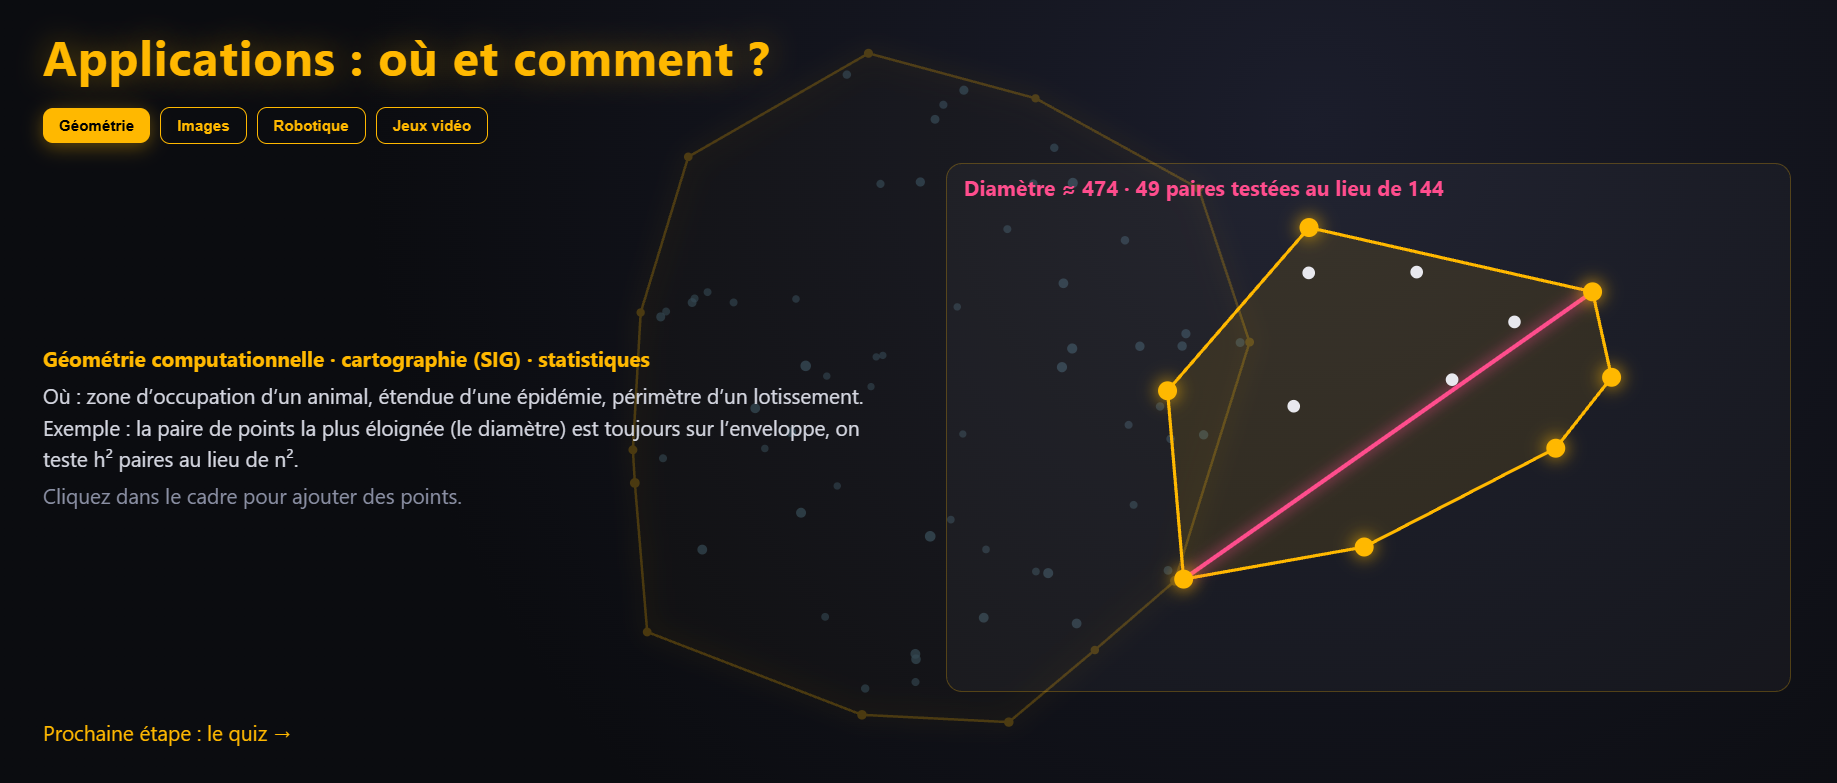 Applications : où et comment ?
Géométrie
Images
Robotique
Jeux vidéo
Diamètre ≈ 474 · 49 paires testées au lieu de 144
Géométrie computationnelle · cartographie (SIG) · statistiques
Où : zone d’occupation d’un animal, étendue d’une épidémie, périmètre d’un lotissement.
Exemple : la paire de points la plus éloignée (le diamètre) est toujours sur l’enveloppe, on
teste h² paires au lieu de n².
Cliquez dans le cadre pour ajouter des points.
Prochaine étape : le quiz →